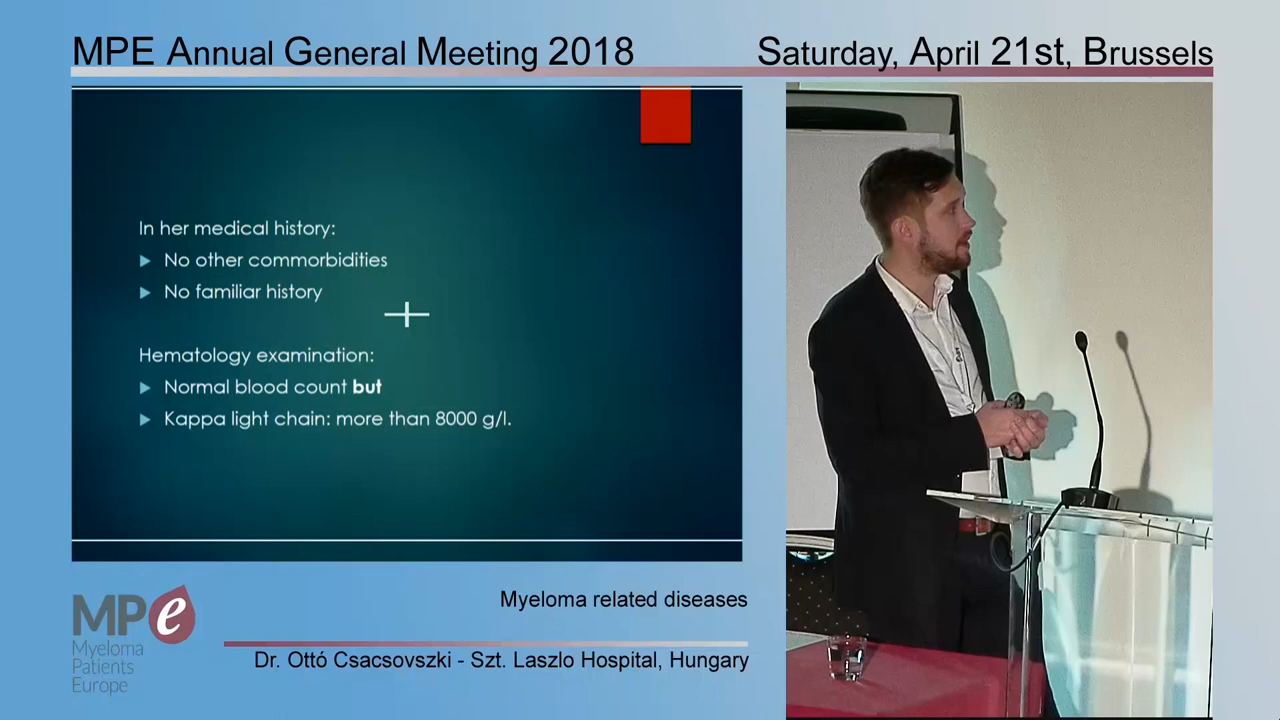 MPE Annual General Meeting 2018
Saturday, April 21st, Brussels
In her medical history:
No other commorbidities
No familiar history
Hematology examination:
Normal blood count but
Kappa light chain: more than 8000 g/l.
Myeloma related diseases
Dr. Ottó Csacsovszki - Szt. Laszlo Hospital, Hungary
MPe
Myeloma
Patients
Europe